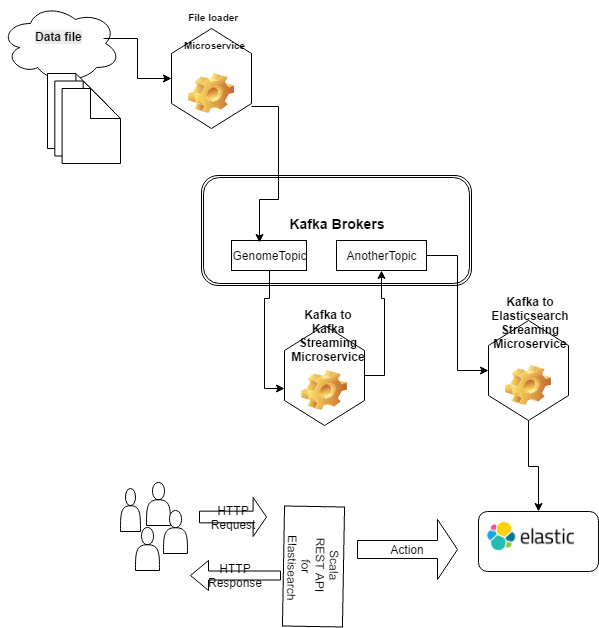 File loader
Data file
Microservice
Kafka Brokers
GenomeTopic
AnotherTopic
Kafka to
Kafka
Streaming
Microservice
Kafka to
Elasticsearch
Streaming
Microservice
HTTP
Request
HTTP
Response
Scala
REST API
for
Elastisearch
Action
elastic